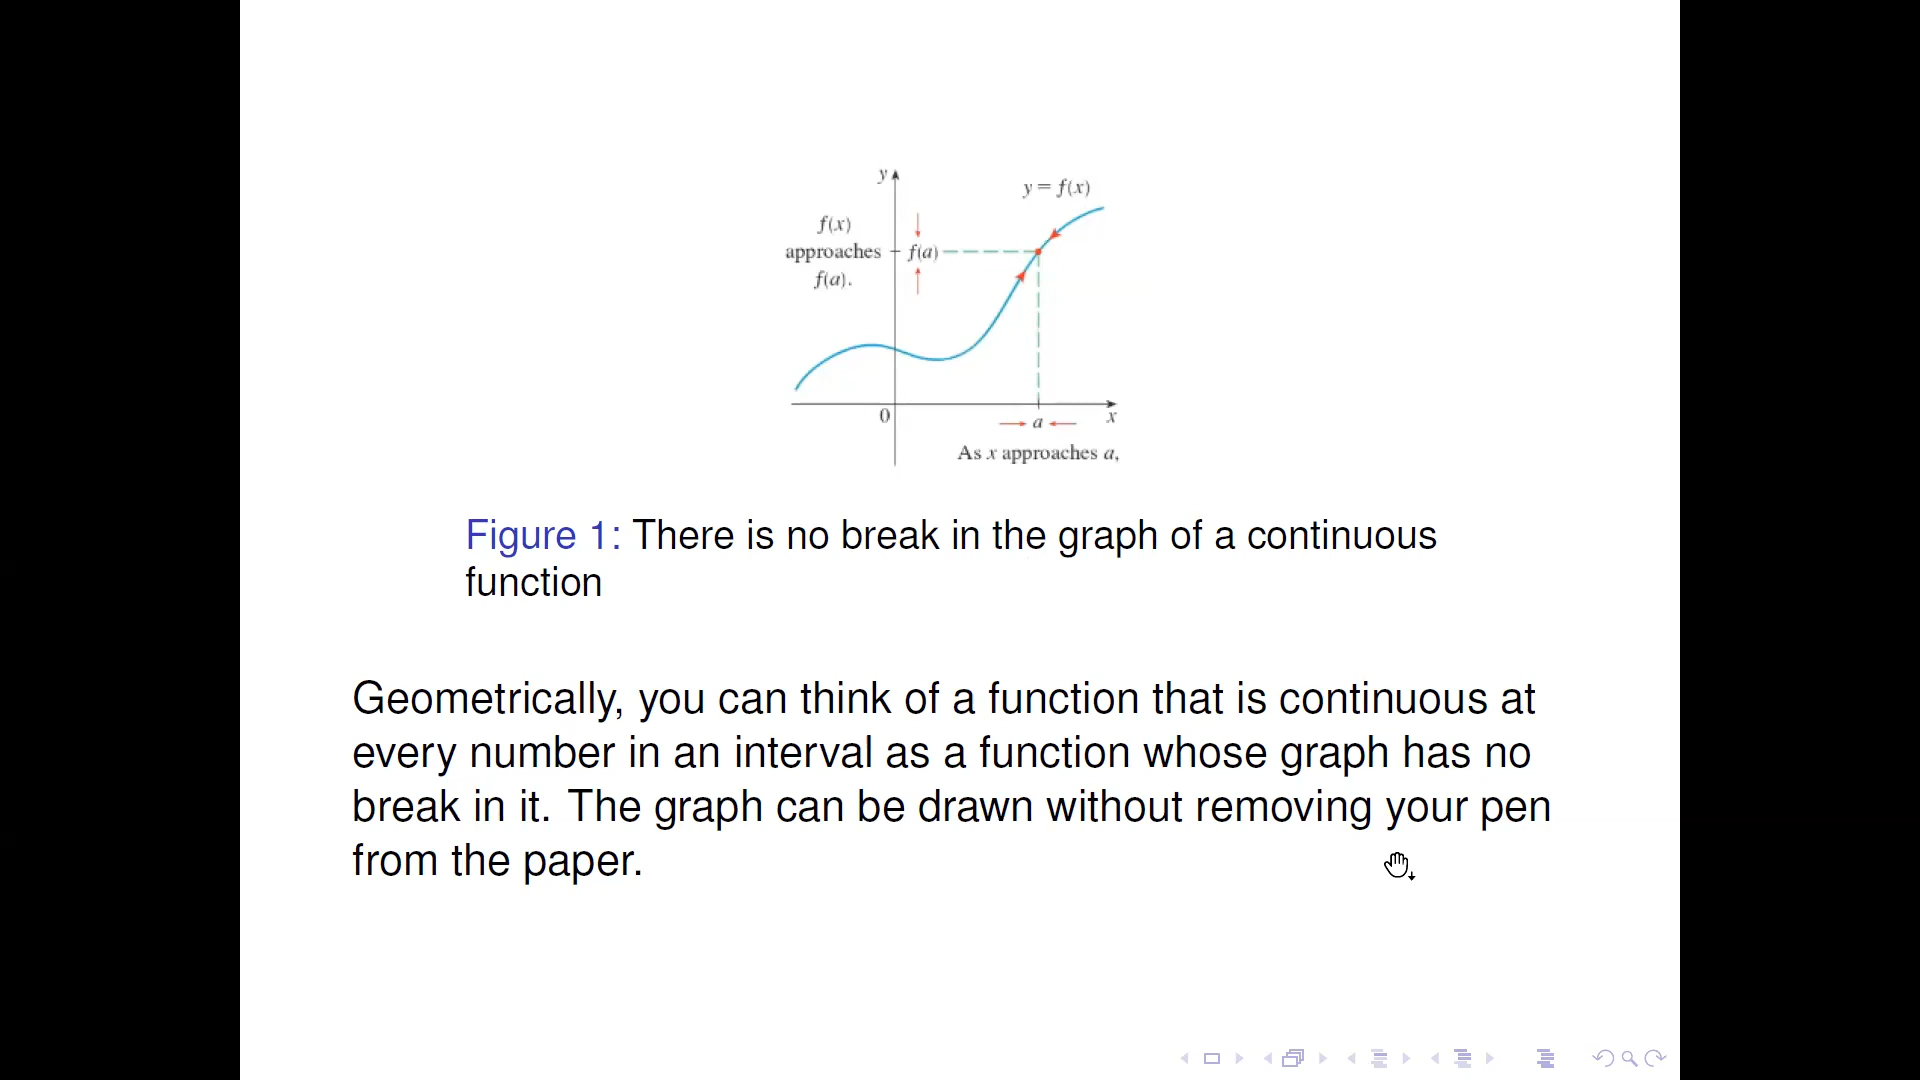 y
y = f(x)
f(x)
approaches
f(a).
f(a)
0
a
x
As x approaches a,
Figure 1: There is no break in the graph of a continuous
function
Geometrically, you can think of a function that is continuous at
every number in an interval as a function whose graph has no
break in it. The graph can be drawn without removing your pen
from the paper.